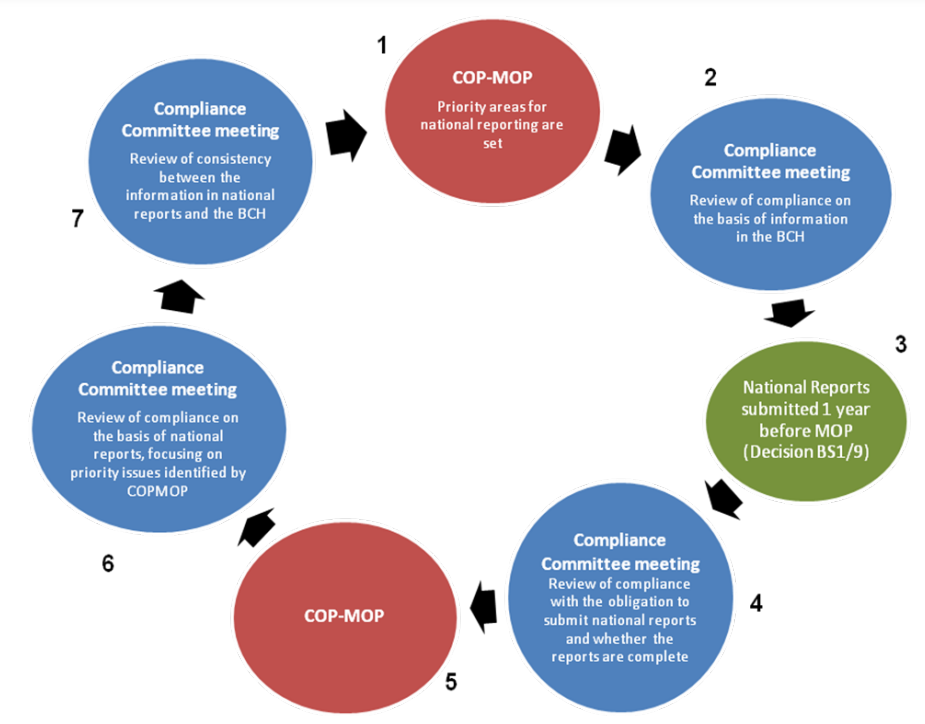 1
COP-MOP
Priority areas for
national reporting are
set
2
Compliance
Committee meeting
Review of compliance on
the basis of information
in the BCH
3
National Reports
submitted 1 year
before MOP
(Decision BS1/9)
4
Compliance
Committee meeting
Review of compliance
with the obligation to
submit national reports
and whether the
reports are complete
5
COP-MOP
6
Compliance
Committee meeting
Review of compliance on
the basis of national
reports, focusing on
priority issues identified by
COPMOP
7
Compliance
Committee meeting
Review of consistency
between the
information in national
reports and the BCH